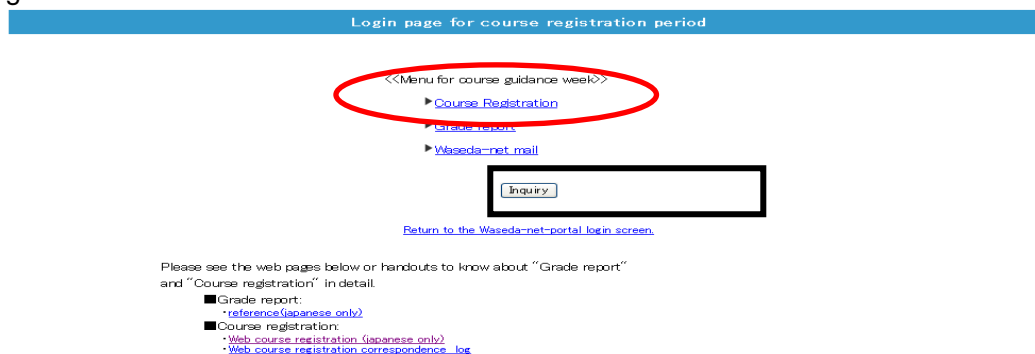 Login page for course registration period
<<Menu for course guidance week>>
▶Course Registration
▶Grade report
▶Waseda-net mail
Inquiry
Return to the Waseda-net-portal login screen.
Please see the web pages below or handouts to know about "Grade report"
and "Course registration" in detail.
■Grade report:
・reference(japanese only)
■Course registration:
・Web course registration (japanese only)
・Web course registration correspondence log